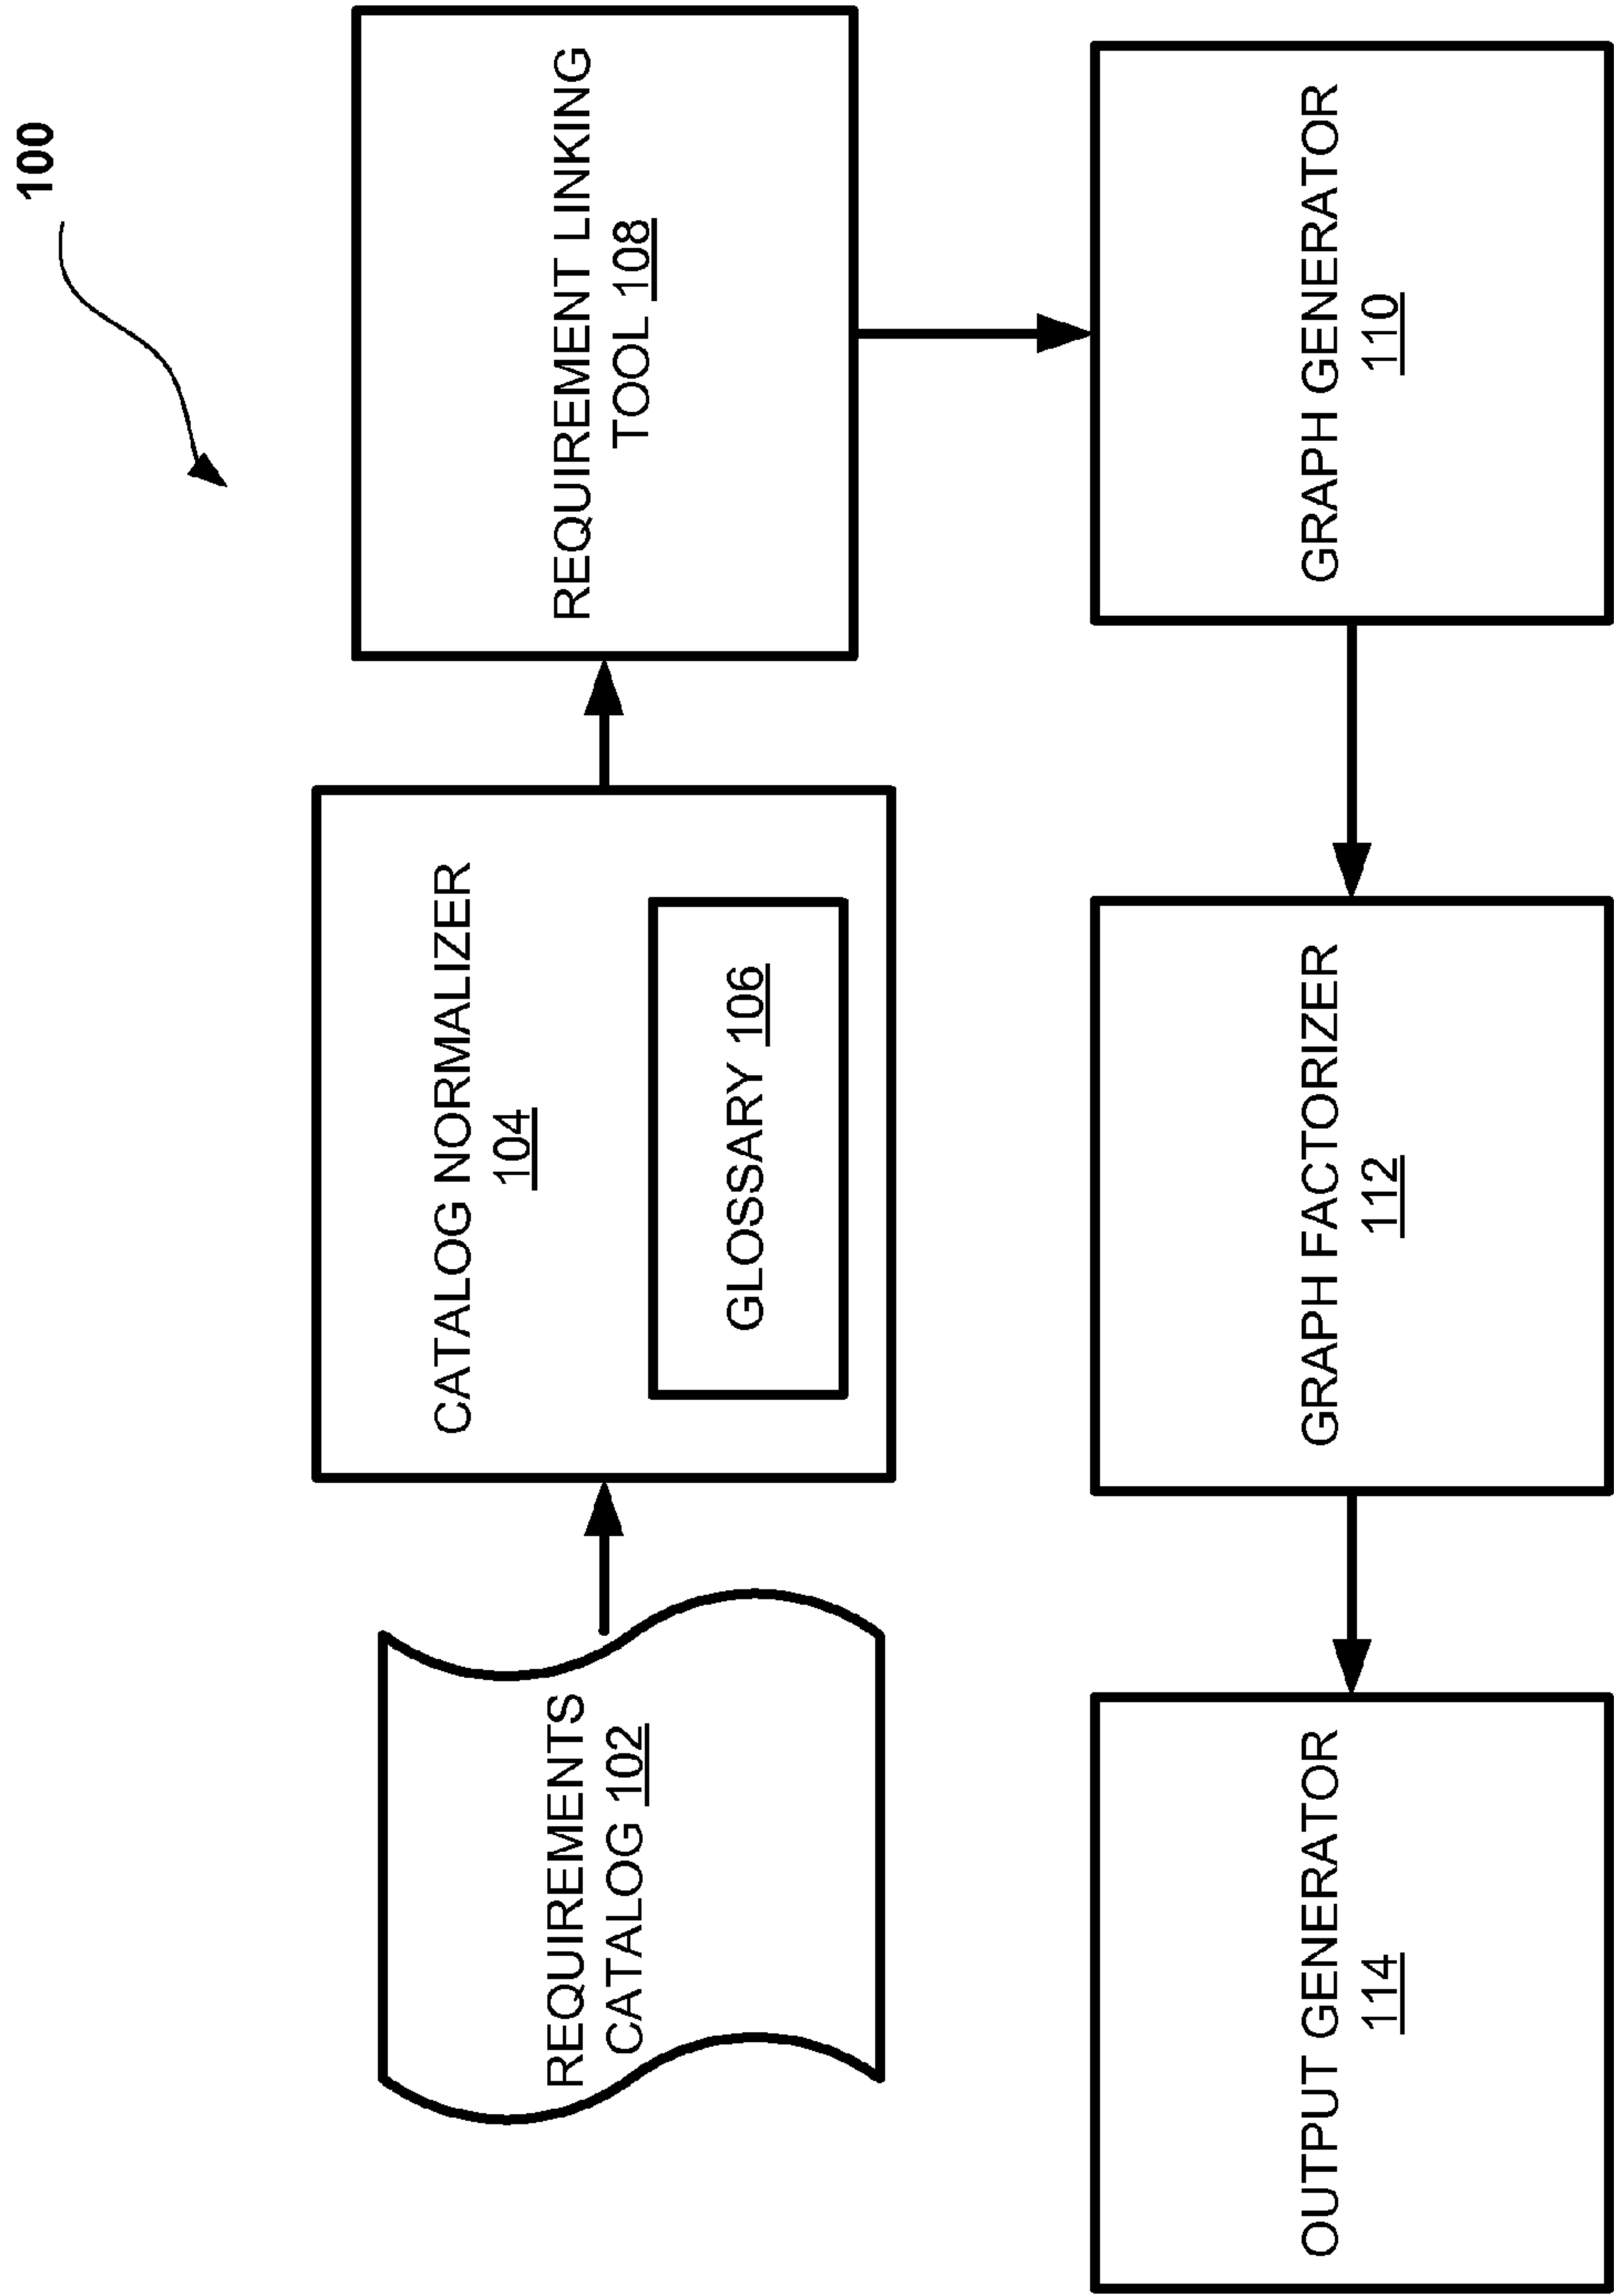 100
REQUIREMENTS
CATALOG 102
CATALOG NORMALIZER
104
GLOSSARY 106
REQUIREMENT LINKING
TOOL 108
GRAPH GENERATOR
110
GRAPH FACTORIZER
112
OUTPUT GENERATOR
114